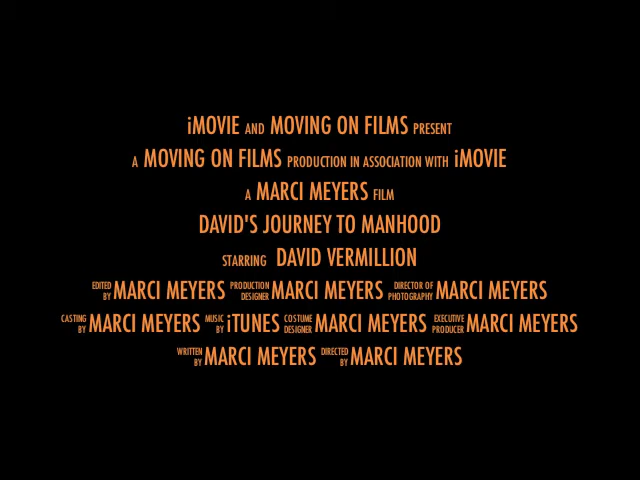 iMOVIE AND MOVING ON FILMS PRESENT
A MOVING ON FILMS PRODUCTION IN ASSOCIATION WITH iMOVIE
A MARCI MEYERS FILM
DAVID'S JOURNEY TO MANHOOD
STARRING DAVID VERMILLION
EDITED BY MARCI MEYERS PRODUCTION DESIGNER MARCI MEYERS DIRECTOR OF PHOTOGRAPHY MARCI MEYERS
CASTING BY MARCI MEYERS MUSIC BY iTUNES COSTUME DESIGNER MARCI MEYERS EXECUTIVE PRODUCER MARCI MEYERS
WRITTEN BY MARCI MEYERS DIRECTED BY MARCI MEYERS